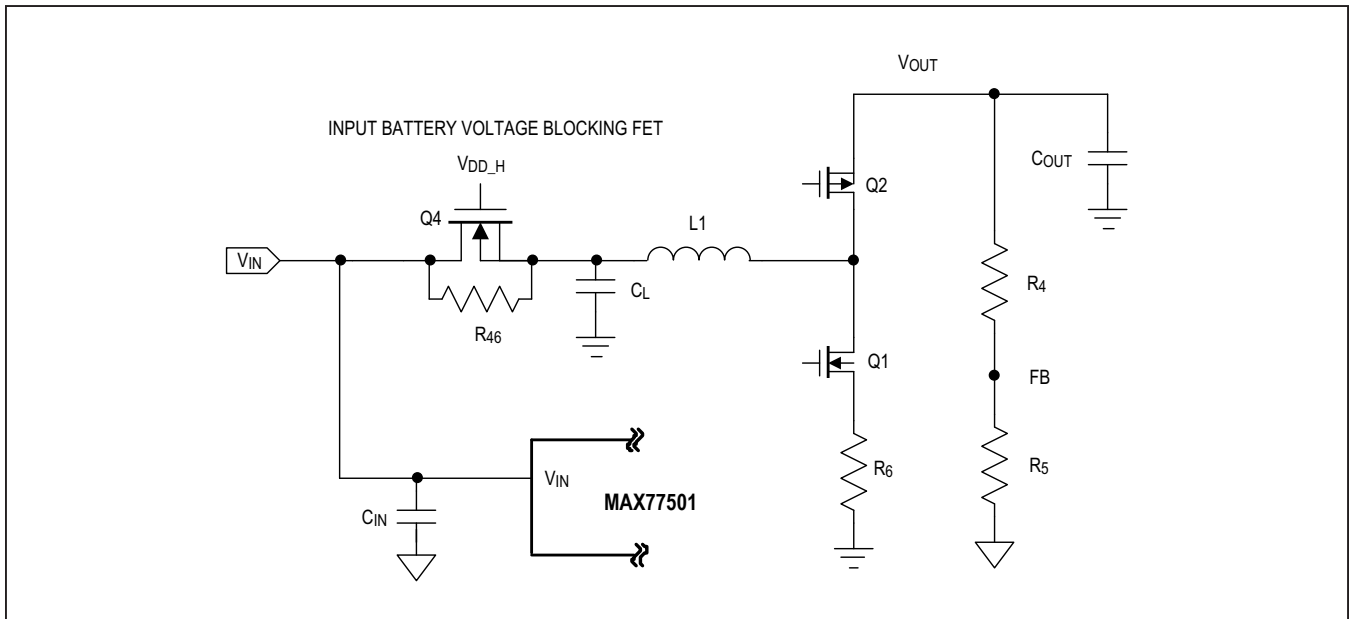 VOUT
INPUT BATTERY VOLTAGE BLOCKING FET
VDD_H
COUT
Q2
Q4
L1
VIN
CL
R4
R46
Q1
FB
R6
R5
VIN
MAX77501
CIN